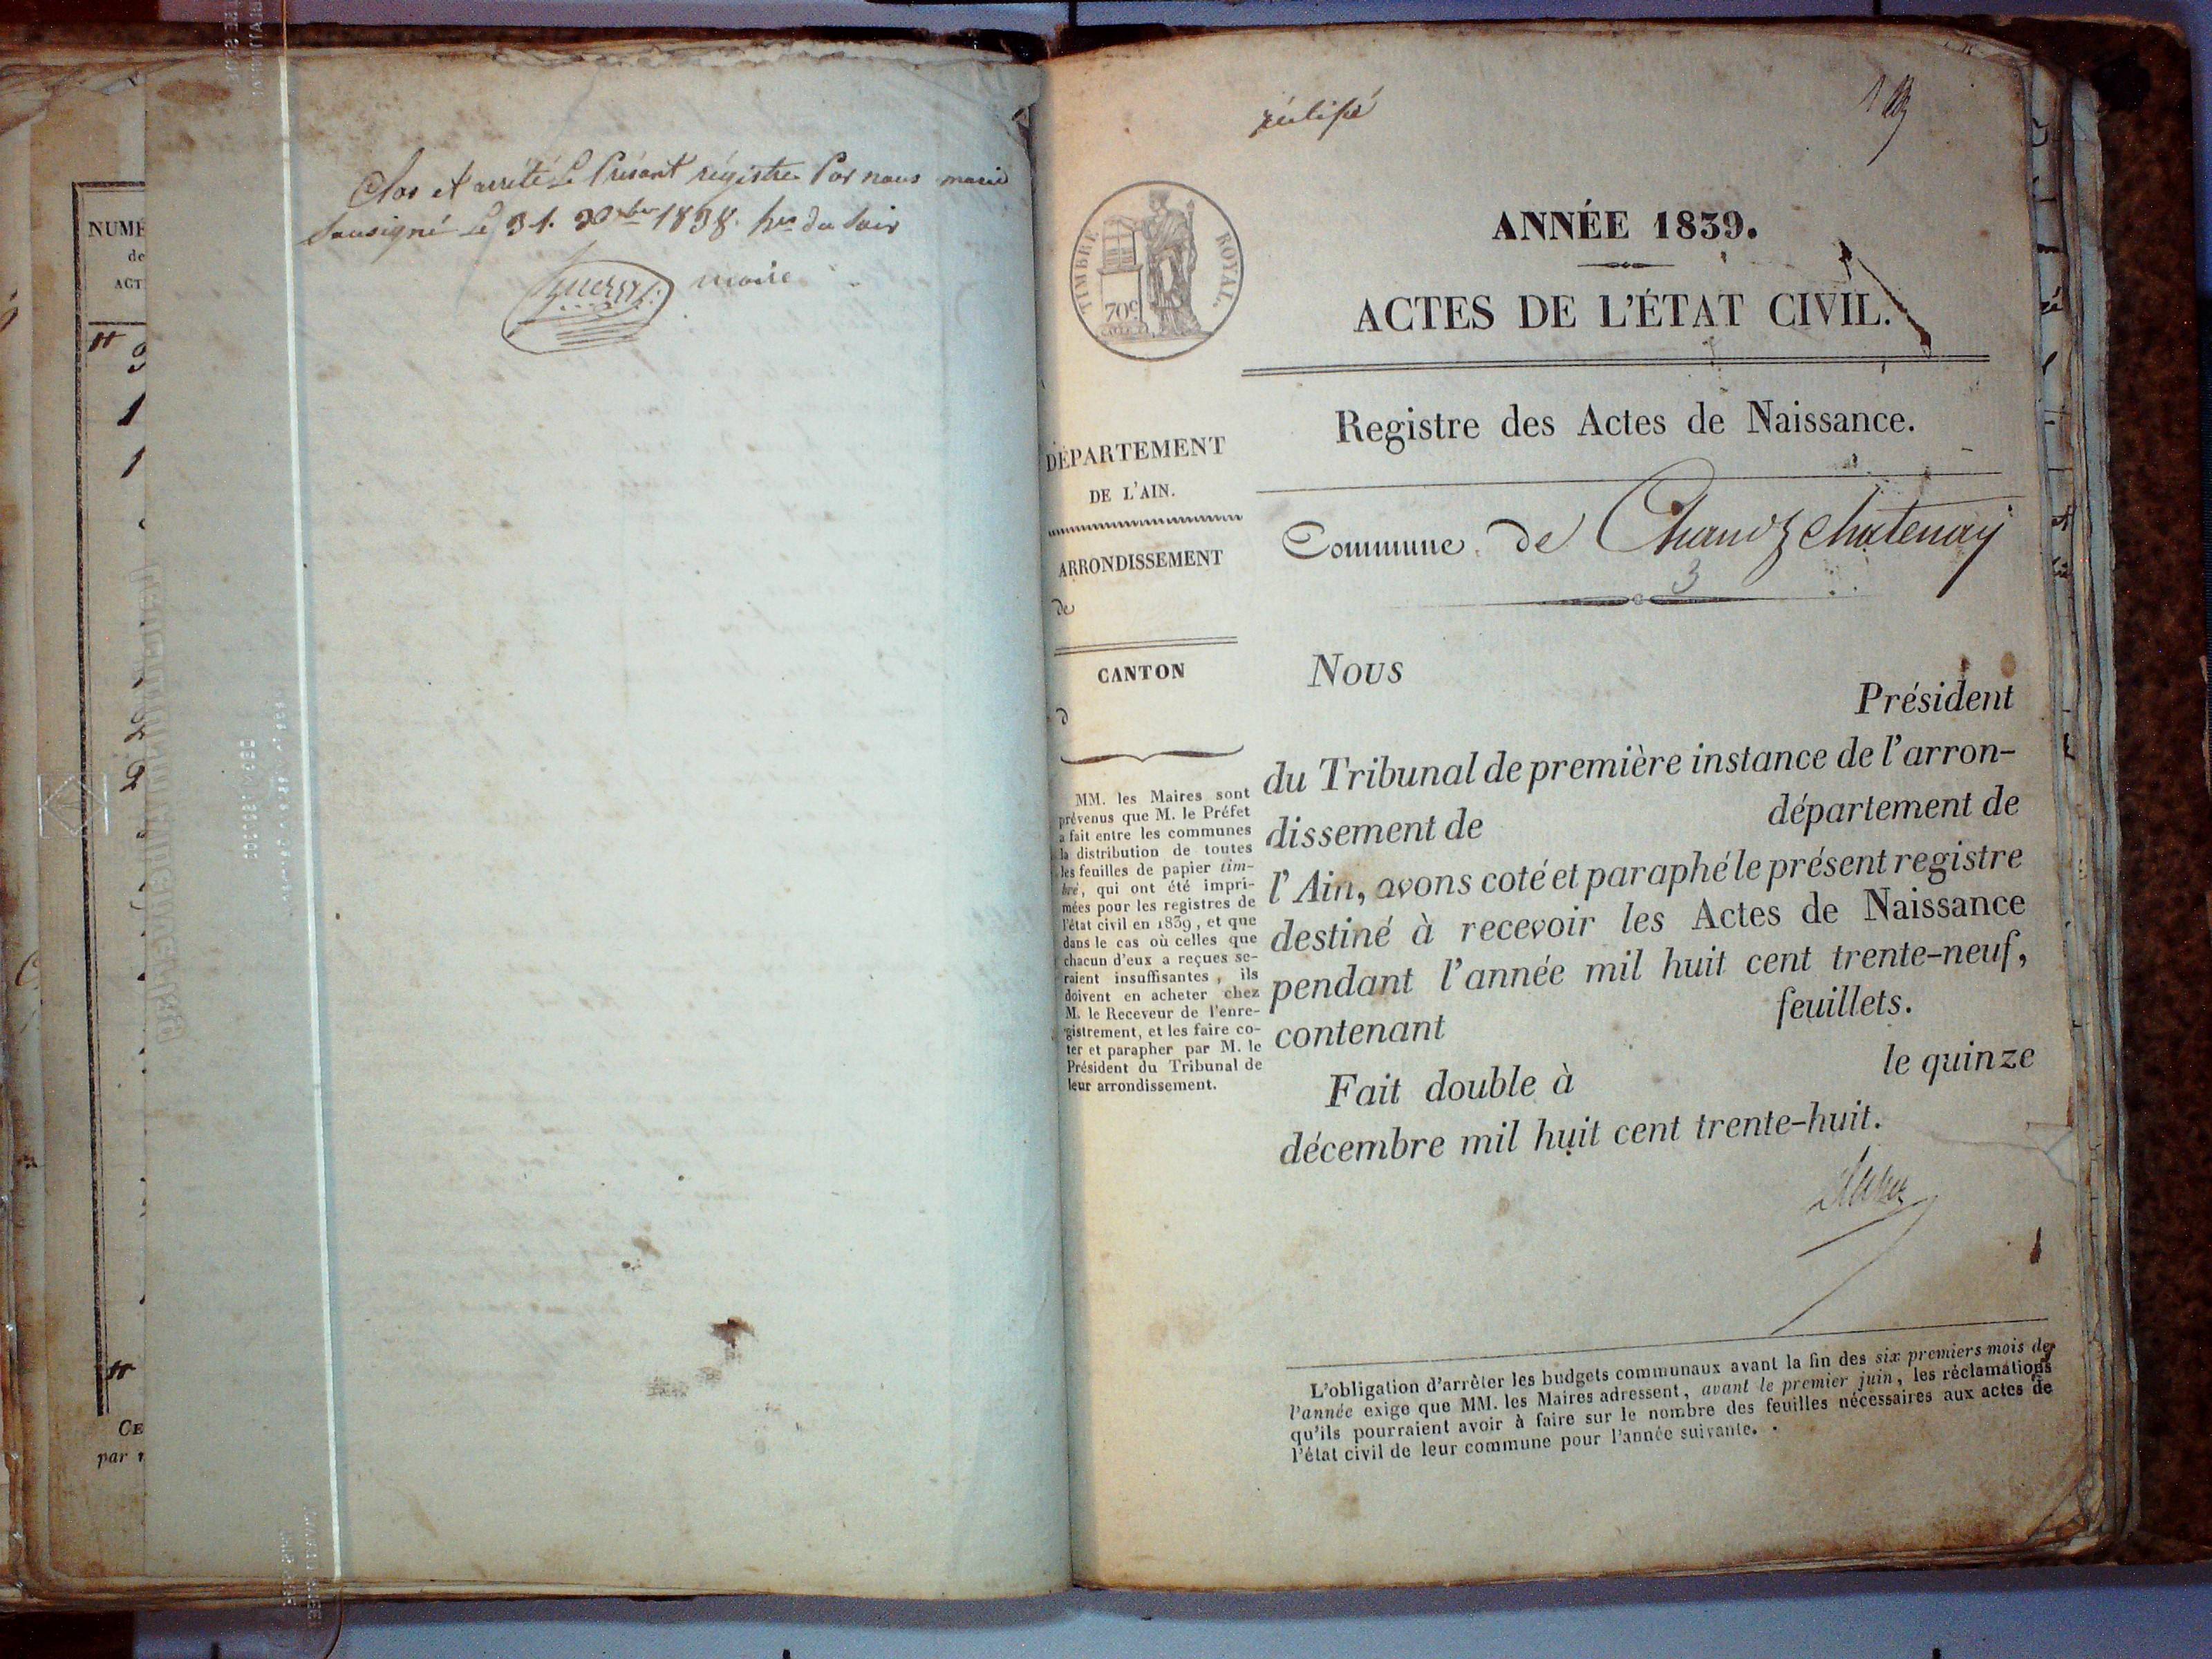 NUMÉ
de
ACT
CE
par
Clos et arrêté Le Présent régistre Par nous maire
Sousigné Le 31. Xbre 1838. hre du Soir
maire
ANNÉE 1839.
ACTES DE L'ÉTAT CIVIL.
TIMBRE ROYAL.
70c
Registre des Actes de Naissance.
DÉPARTEMENT
DE L'AIN.
ARRONDISSEMENT
de
CANTON
d
MM. les Maires sont
prévenus que M. le Préfet
a fait entre les communes
la distribution de toutes
les feuilles de papier tim-
bré, qui ont été impri-
mées pour les registres de
l'état civil en 1839, et que
dans le cas où celles que
chacun d'eux a reçues se-
raient insuffisantes, ils
doivent en acheter chez
M. le Receveur de l'enre-
gistrement, et les faire co-
ter et parapher par M. le
Président du Tribunal de
leur arrondissement.
Commune de Chanoz chatenay
3
Nous
Président
du Tribunal de première instance de l'arron-
dissement de département de
l'Ain, avons coté et paraphé le présent registre
destiné à recevoir les Actes de Naissance
pendant l'année mil huit cent trente-neuf,
contenant feuillets.
Fait double à le quinze
décembre mil huit cent trente-huit.
L'obligation d'arrêter les budgets communaux avant la fin des six premiers mois de
l'année exige que MM. les Maires adressent, avant le premier juin, les réclamations
qu'ils pourraient avoir à faire sur le nombre des feuilles nécessaires aux actes de
l'état civil de leur commune pour l'année suivante.